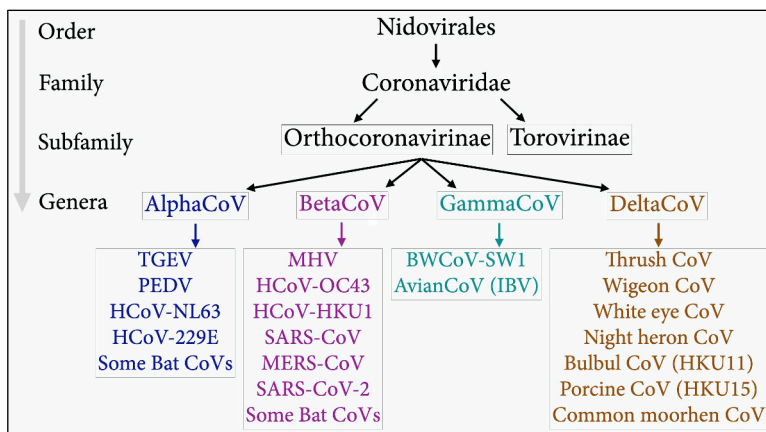 Order
Nidovirales
Family
Coronaviridae
Subfamily
Orthocoronavirinae
Torovirinae
Genera
AlphaCoV
BetaCoV
GammaCoV
DeltaCoV
TGEV
PEDV
HCoV-NL63
HCoV-229E
Some Bat CoVs
MHV
HCoV-OC43
HCoV-HKU1
SARS-CoV
MERS-CoV
SARS-CoV-2
Some Bat CoVs
BWCoV-SW1
AvianCoV (IBV)
Thrush CoV
Wigeon CoV
White eye CoV
Night heron CoV
Bulbul CoV (HKU11)
Porcine CoV (HKU15)
Common moorhen CoV